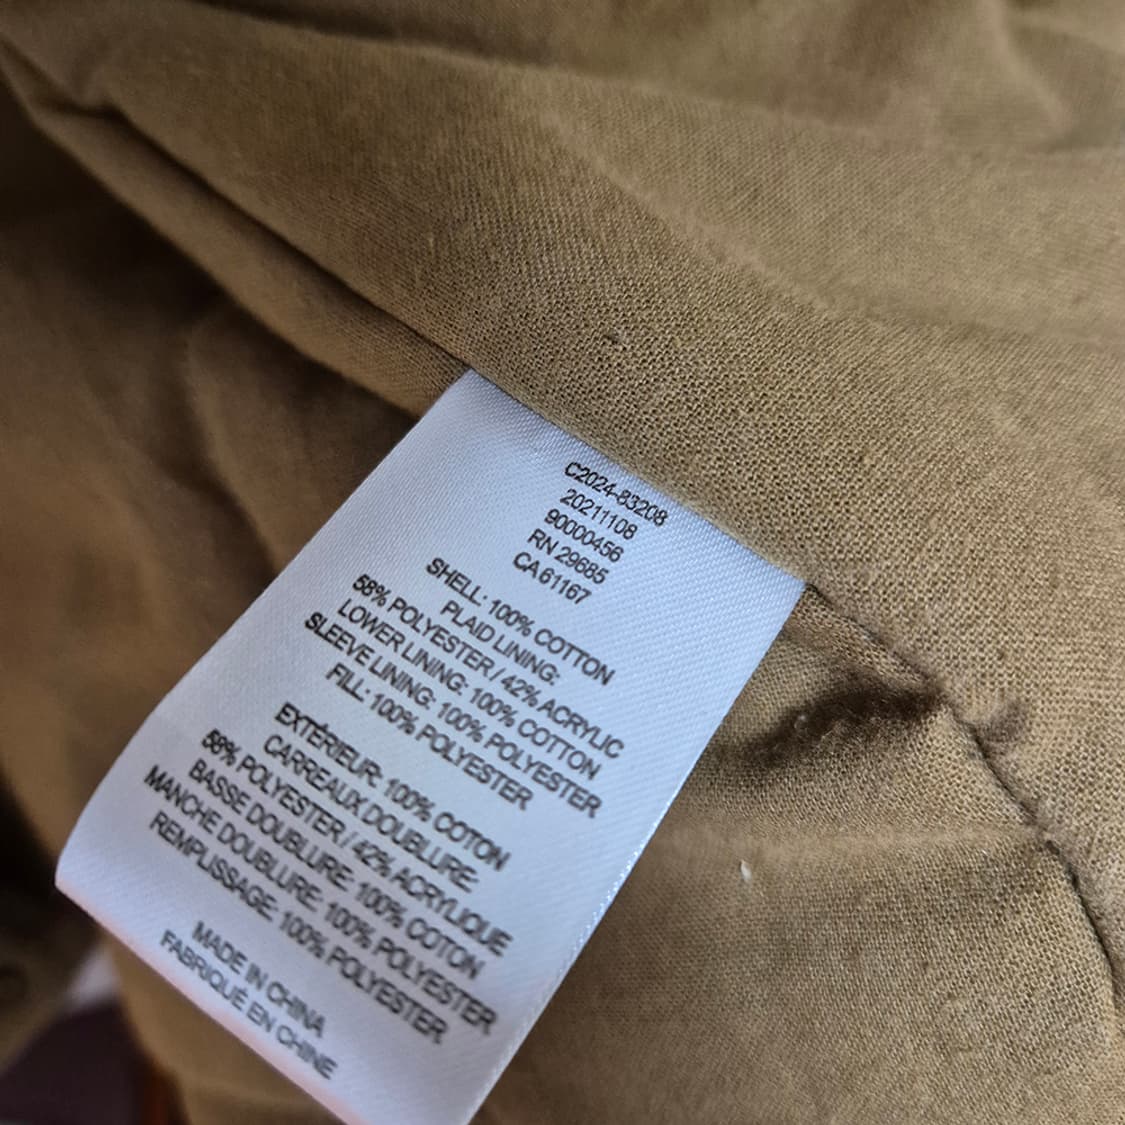 C2024-83208
20211108
90000456
RN 29685
CA 61167
SHELL: 100% COTTON
PLAID LINING:
58% POLYESTER / 42% ACRYLIC
LOWER LINING: 100% COTTON
SLEEVE LINING: 100% POLYESTER
FILL: 100% POLYESTER
EXTÉRIEUR: 100% COTON
CARREAUX DOUBLURE:
58% POLYESTER / 42% ACRYLIQUE
BASSE DOUBLURE: 100% COTON
MANCHE DOUBLURE: 100% POLYESTER
REMPLISSAGE: 100% POLYESTER
MADE IN CHINA
FABRIQUÉ EN CHINE